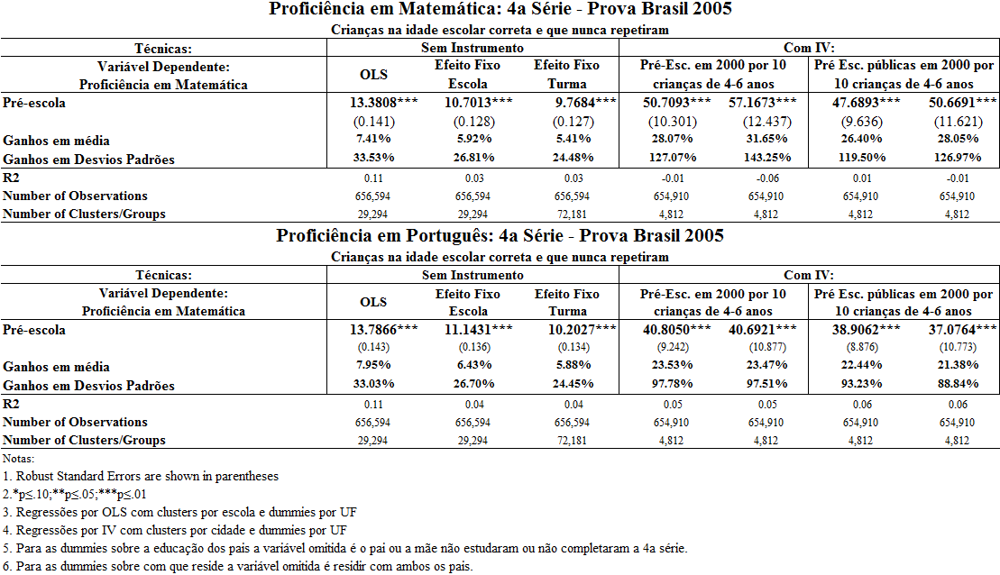 Proficiência em Matemática: 4a Série - Prova Brasil 2005
Crianças na idade escolar correta e que nunca repetiram
Técnicas: Sem Instrumento Com IV:
Variável Dependente: Proficiência em Matemática OLS Efeito Fixo Escola Efeito Fixo Turma Pré-Esc. em 2000 por 10 crianças de 4-6 anos Pré Esc. públicas em 2000 por 10 crianças de 4-6 anos
Pré-escola 13.3808*** 10.7013*** 9.7684*** 50.7093*** 57.1673*** 47.6893*** 50.6691***
(0.141) (0.128) (0.127) (10.301) (12.437) (9.636) (11.621)
Ganhos em média 7.41% 5.92% 5.41% 28.07% 31.65% 26.40% 28.05%
Ganhos em Desvios Padrões 33.53% 26.81% 24.48% 127.07% 143.25% 119.50% 126.97%
R2 0.11 0.03 0.03 -0.01 -0.06 0.01 -0.01
Number of Observations 656,594 656,594 656,594 654,910 654,910 654,910 654,910
Number of Clusters/Groups 29,294 29,294 72,181 4,812 4,812 4,812 4,812
Proficiência em Português: 4a Série - Prova Brasil 2005
Crianças na idade escolar correta e que nunca repetiram
Técnicas: Sem Instrumento Com IV:
Variável Dependente: Proficiência em Matemática OLS Efeito Fixo Escola Efeito Fixo Turma Pré-Esc. em 2000 por 10 crianças de 4-6 anos Pré Esc. públicas em 2000 por 10 crianças de 4-6 anos
Pré-escola 13.7866*** 11.1431*** 10.2027*** 40.8050*** 40.6921*** 38.9062*** 37.0764***
(0.143) (0.136) (0.134) (9.242) (10.877) (8.876) (10.773)
Ganhos em média 7.95% 6.43% 5.88% 23.53% 23.47% 22.44% 21.38%
Ganhos em Desvios Padrões 33.03% 26.70% 24.45% 97.78% 97.51% 93.23% 88.84%
R2 0.11 0.04 0.04 0.05 0.05 0.06 0.06
Number of Observations 656,594 656,594 656,594 654,910 654,910 654,910 654,910
Number of Clusters/Groups 29,294 29,294 72,181 4,812 4,812 4,812 4,812
Notas:
1. Robust Standard Errors are shown in parentheses
2.*p≤.10;**p≤.05;***p≤.01
3. Regressões por OLS com clusters por escola e dummies por UF
4. Regressões por IV com clusters por cidade e dummies por UF
5. Para as dummies sobre a educação dos pais a variável omitida é o pai ou a mãe não estudaram ou não completaram a 4a série.
6. Para as dummies sobre com que reside a variável omitida é residir com ambos os pais.